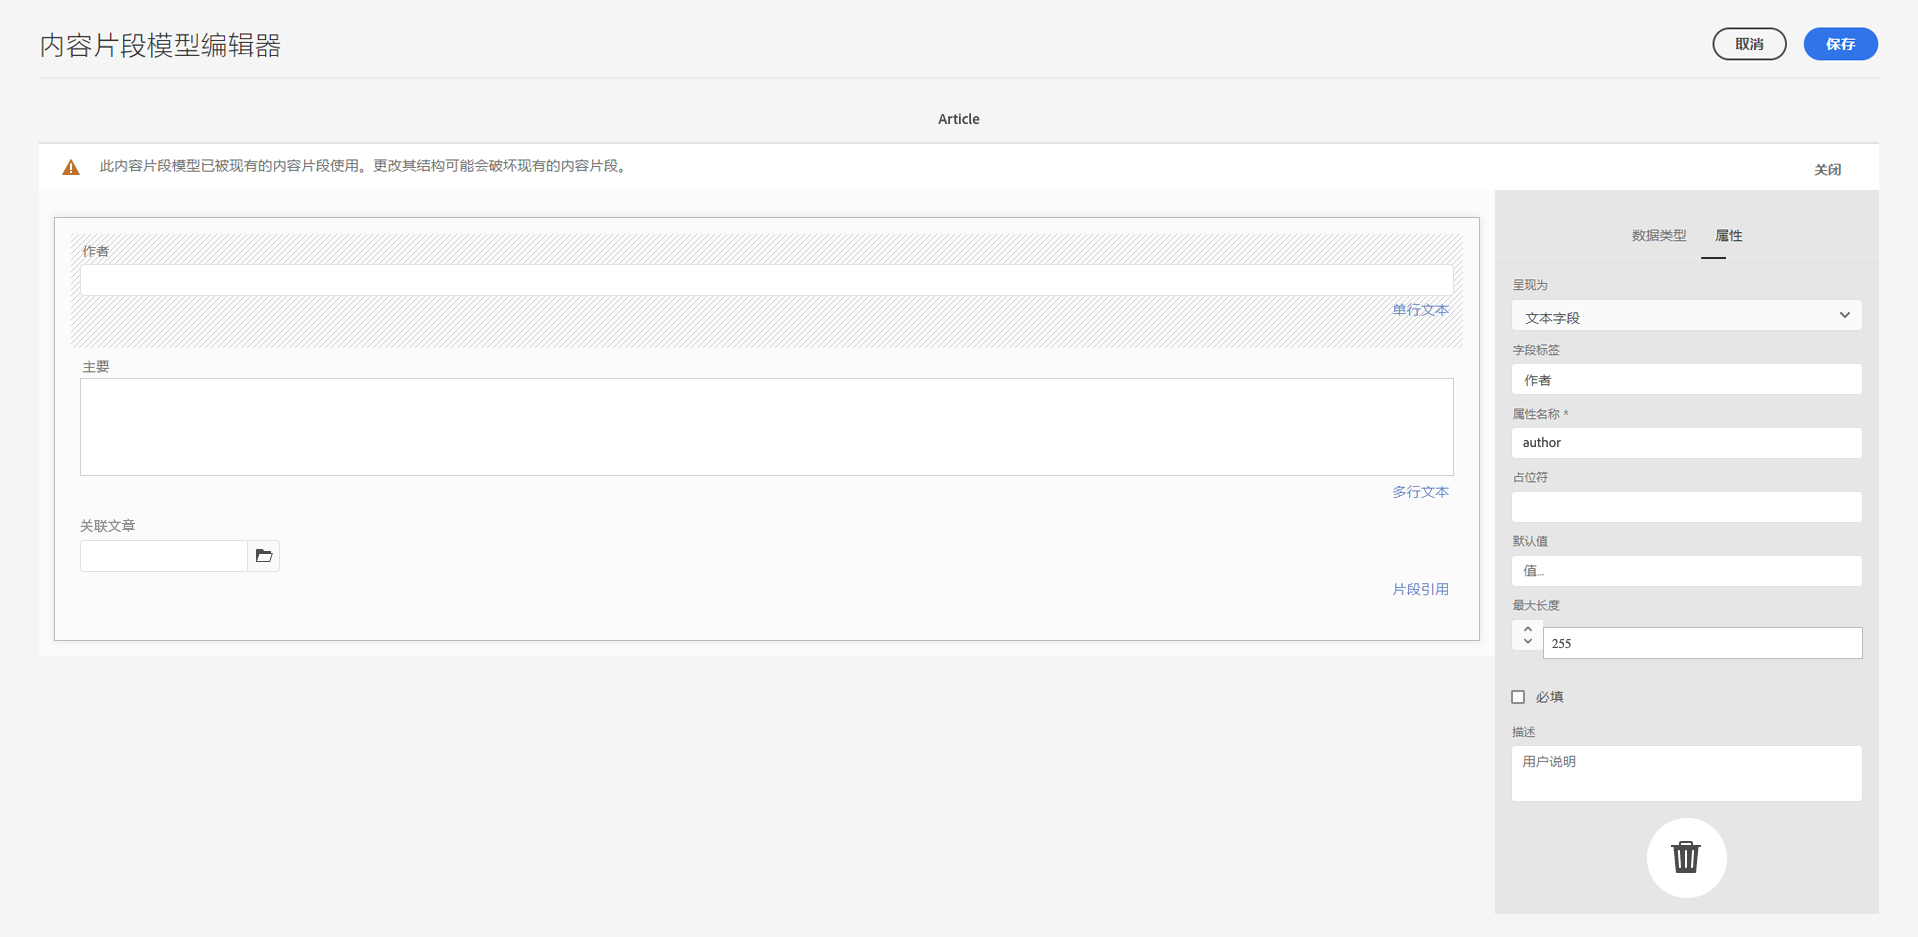 内容片段模型编辑器
取消
保存
Article
此内容片段模型已被现有的内容片段使用。更改其结构可能会破坏现有的内容片段。
关闭
作者
单行文本
主要
多行文本
关联文章
片段引用
数据类型
属性
呈现为
文本字段
字段标签
作者
属性名称 *
author
占位符
默认值
值...
最大长度
255
必填
描述
用户说明